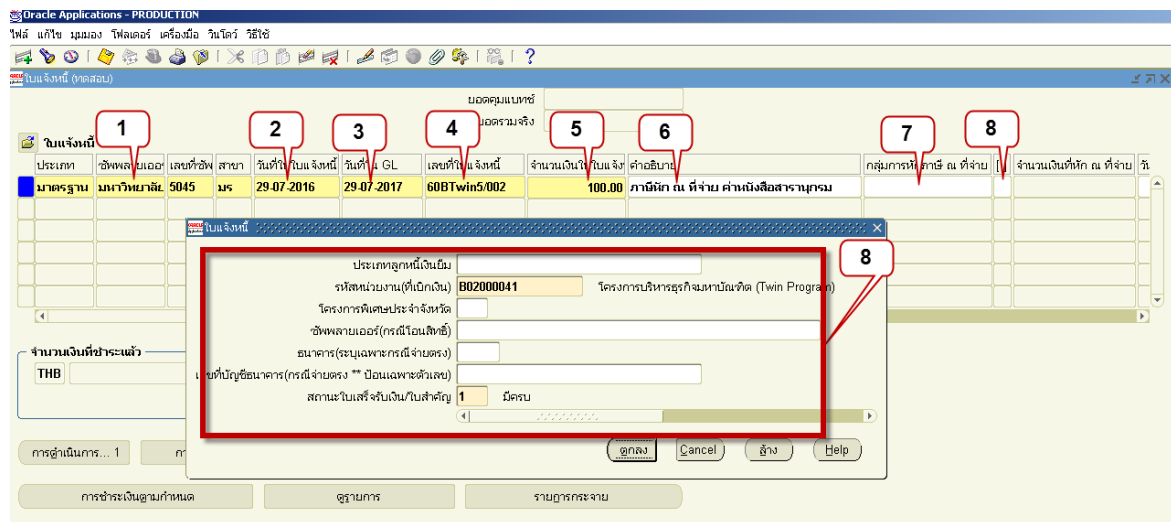 Oracle Applications - PRODUCTION
ไฟล์ แก้ไข มุมมอง โฟลเดอร์ เครื่องมือ วินโดว์ วิธีใช้
ใบแจ้งหนี้ (ทดสอบ)
ยอดคุมแบทช์
ยอดรวมจริง
ใบแจ้งหนี้
1 2 3 4 5 6 7 8
ประเภท ซัพพลายเออร เลขที่ซัพ สาขา วันที่ใบแจ้งหนี้ วันที่ใน GL เลขที่ใบแจ้งหนี้ จำนวนเงินในใบแจ้ง คำอธิบาย กลุ่มการหักภาษี ณ ที่จ่าย [ ] จำนวนเงินที่หัก ณ ที่จ่าย วัน
มาตรฐาน มหาวิทยาลัย 5045 มร 29-07-2016 29-07-2017 60BTwin5/002 100.00 ภาษีหัก ณ ที่จ่าย ค่าหนังสือสารานุกรม
ใบแจ้งหนี้
8
ประเภทลูกหนี้เงินยืม
รหัสหน่วยงาน(ที่เบิกเงิน) B02000041 โครงการบริหารธุรกิจมหาบัณฑิต (Twin Program)
โครงการพิเศษประจำจังหวัด
ซัพพลายเออร์(กรณีโอนสิทธิ์)
ธนาคาร(ระบุเฉพาะกรณีจ่ายตรง)
เลขที่บัญชีธนาคาร(กรณีจ่ายตรง ** ป้อนเฉพาะตัวเลข)
สถานะใบเสร็จรับเงิน/ใบสำคัญ 1 มีครบ
ตกลง Cancel ล้าง Help
จำนวนเงินที่ชำระแล้ว
THB
การดำเนินการ... 1 กา
การชำระเงินตามกำหนด ดูรายการ รายการกระจาย